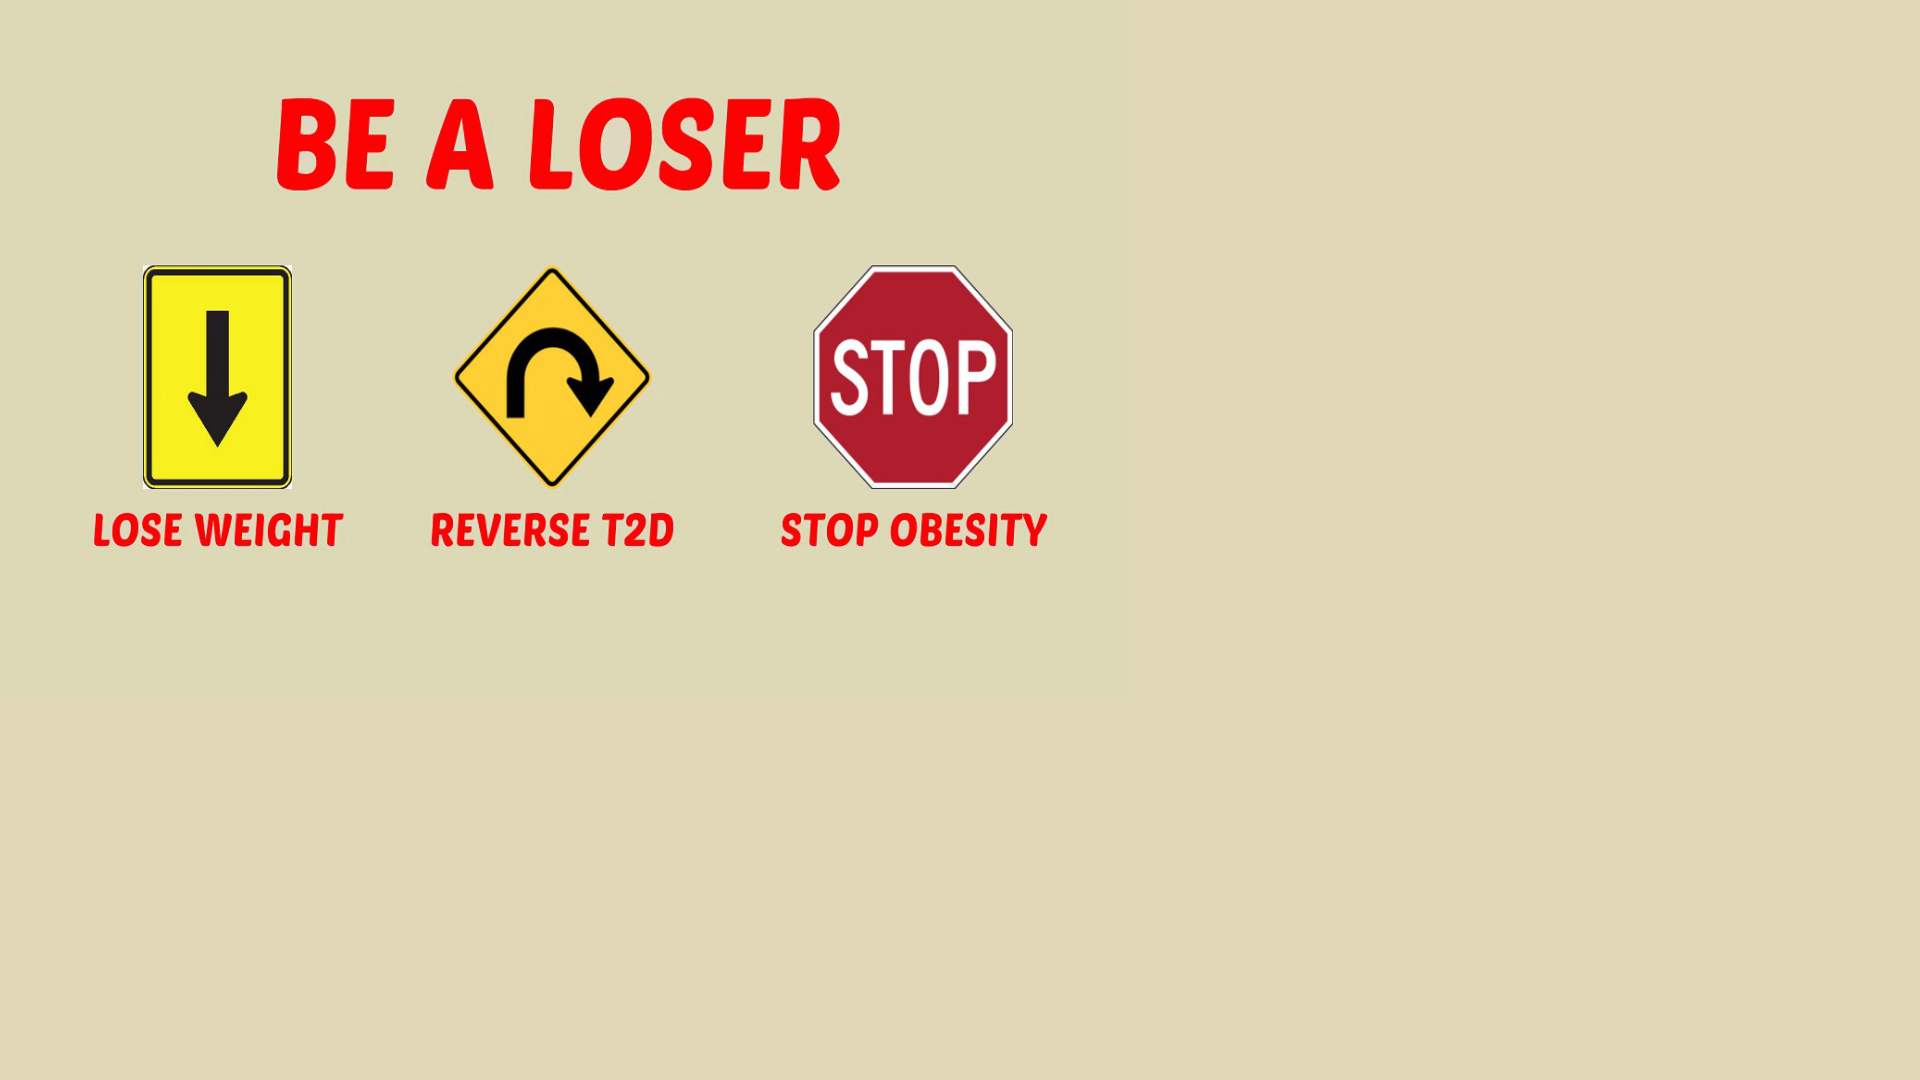 BE A LOSER
STOP
LOSE WEIGHT
REVERSE T2D
STOP OBESITY